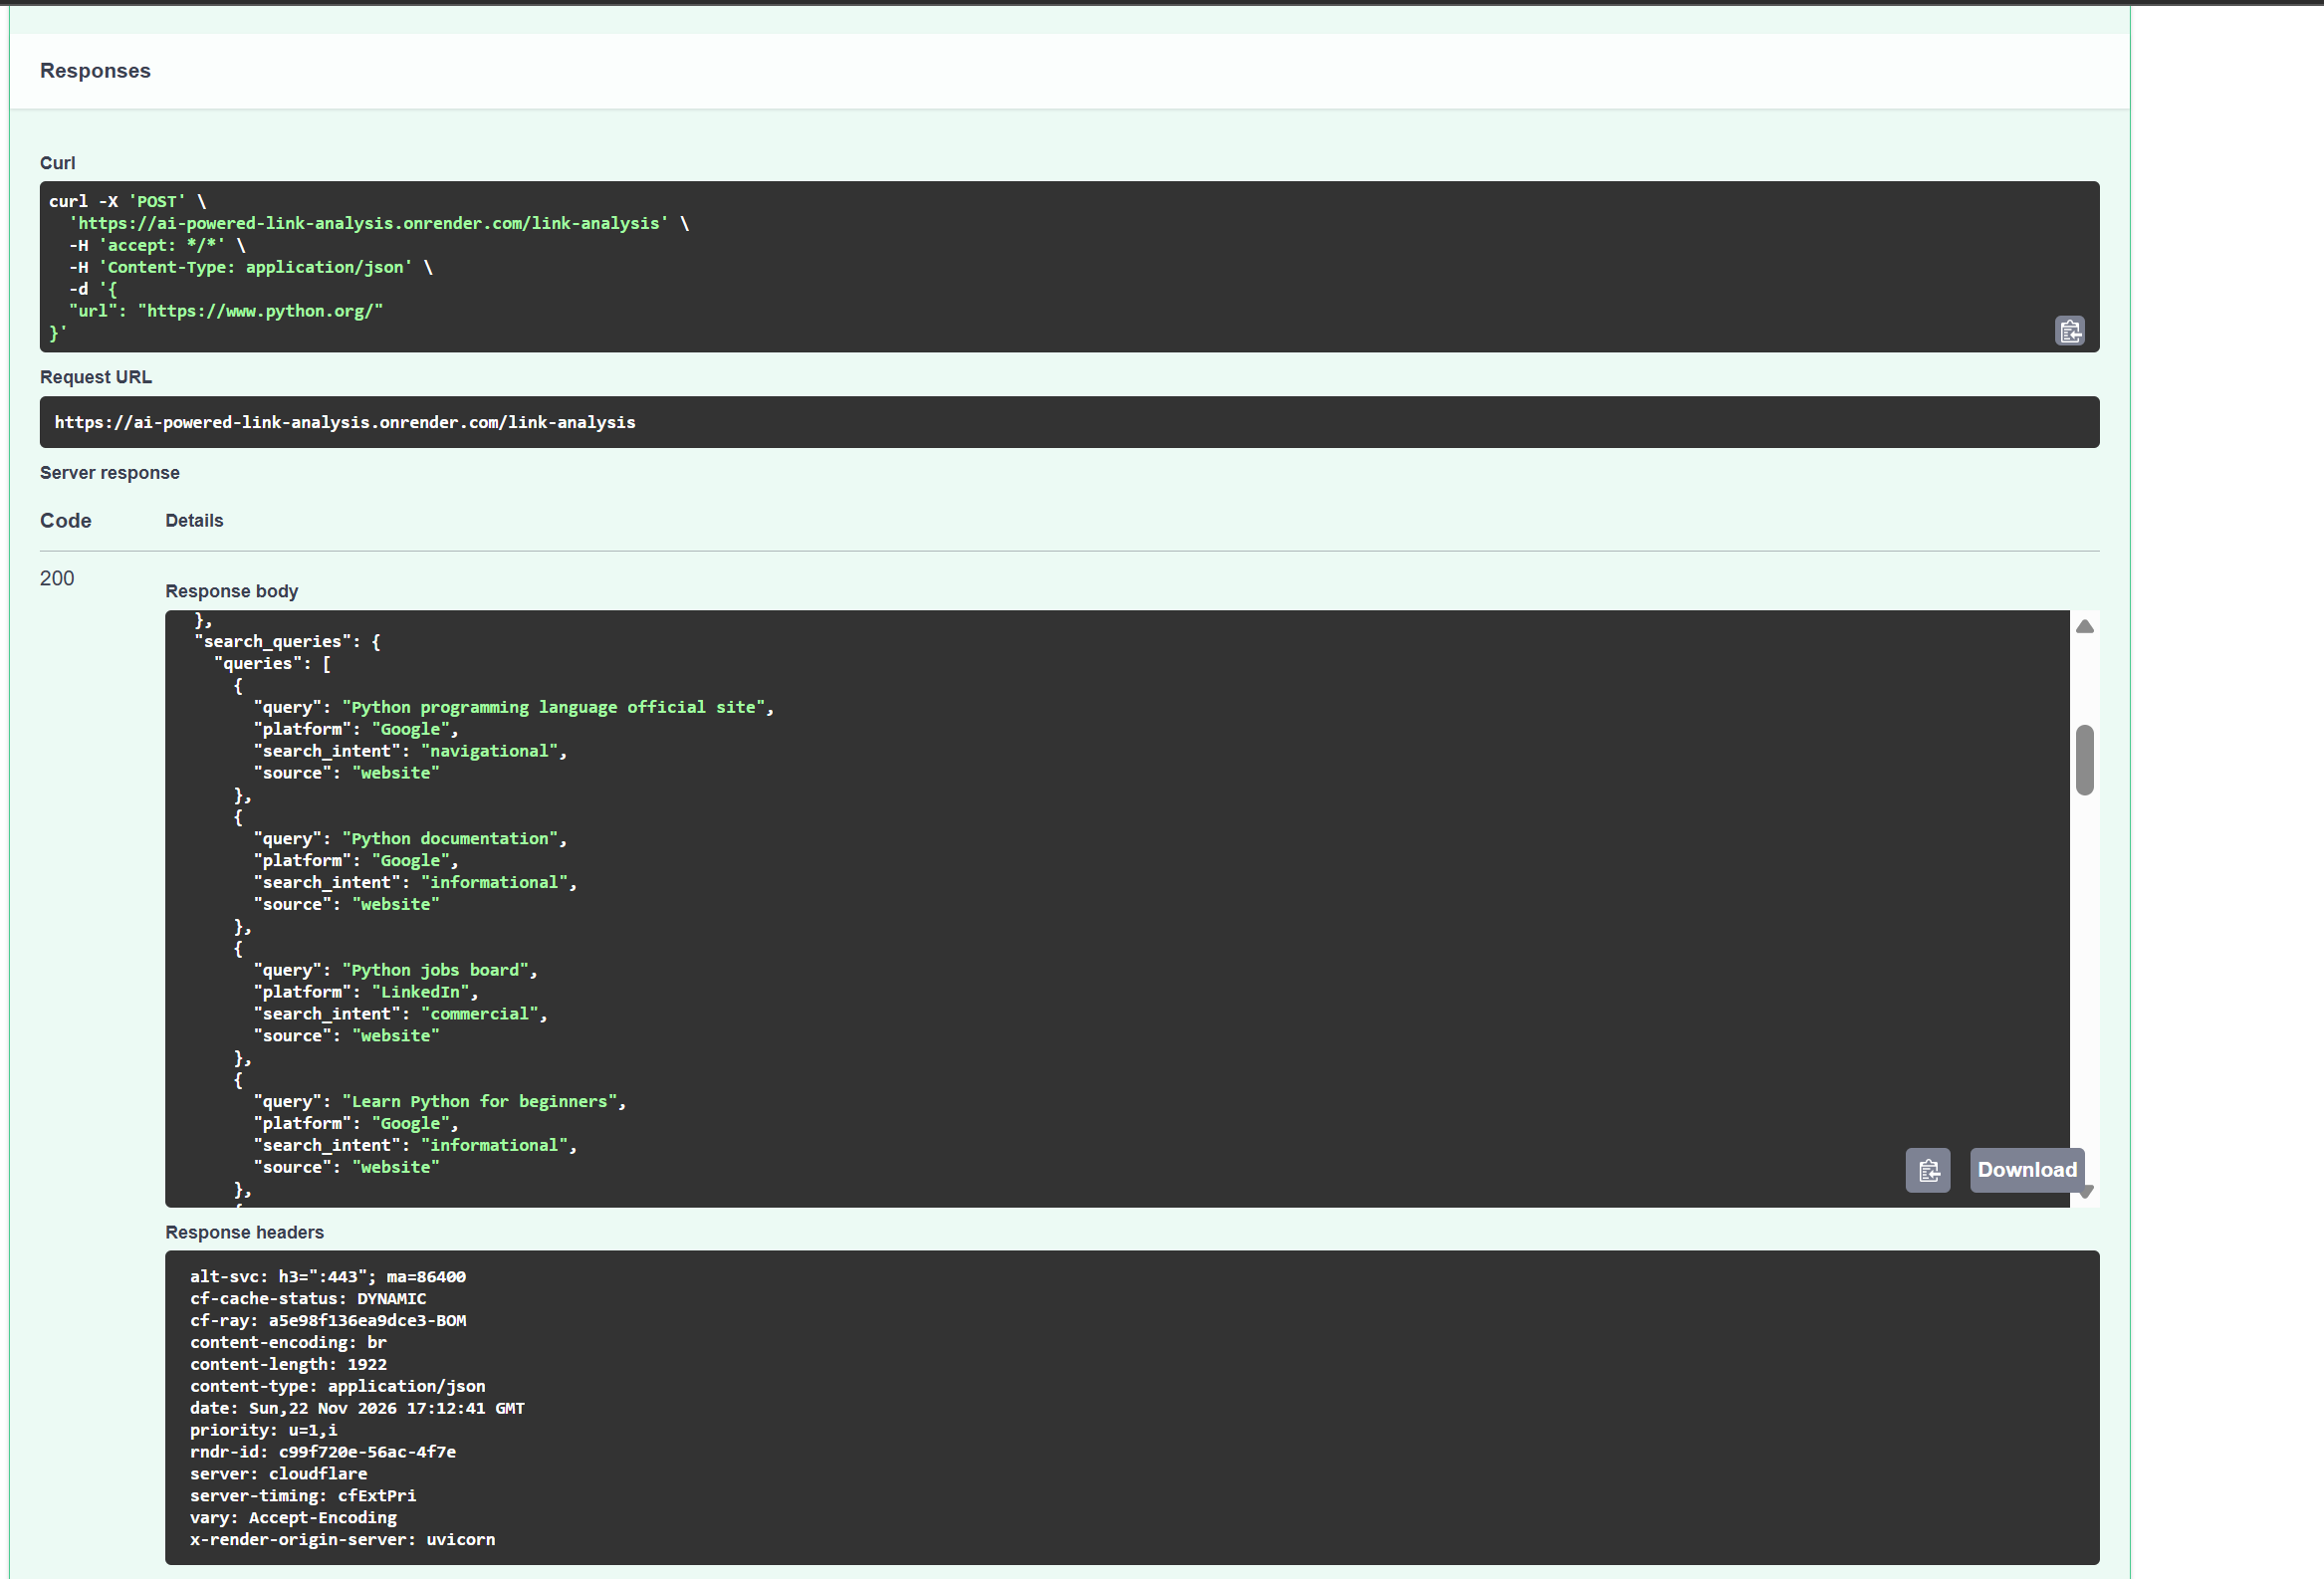 Responses
Curl
curl -X 'POST' \
  'https://ai-powered-link-analysis.onrender.com/link-analysis' \
  -H 'accept: */*' \
  -H 'Content-Type: application/json' \
  -d '{
  "url": "https://www.python.org/"
}'
Request URL
https://ai-powered-link-analysis.onrender.com/link-analysis
Server response
Code Details
200
Response body
  },
  "search_queries": {
    "queries": [
      {
        "query": "Python programming language official site",
        "platform": "Google",
        "search_intent": "navigational",
        "source": "website"
      },
      {
        "query": "Python documentation",
        "platform": "Google",
        "search_intent": "informational",
        "source": "website"
      },
      {
        "query": "Python jobs board",
        "platform": "LinkedIn",
        "search_intent": "commercial",
        "source": "website"
      },
      {
        "query": "Learn Python for beginners",
        "platform": "Google",
        "search_intent": "informational",
        "source": "website"
      },
      {
Download
Response headers
alt-svc: h3=":443"; ma=86400
cf-cache-status: DYNAMIC
cf-ray: a5e98f136ea9dce3-BOM
content-encoding: br
content-length: 1922
content-type: application/json
date: Sun,22 Nov 2026 17:12:41 GMT
priority: u=1,i
rndr-id: c99f720e-56ac-4f7e
server: cloudflare
server-timing: cfExtPri
vary: Accept-Encoding
x-render-origin-server: uvicorn